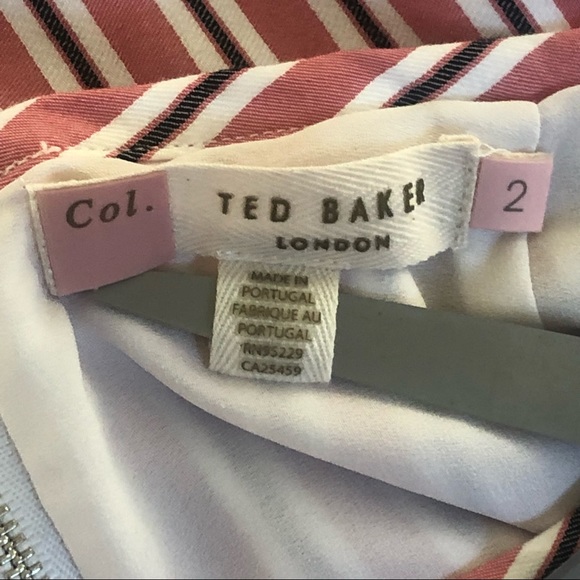 Col.
TED BAKER
LONDON
2
MADE IN
PORTUGAL
FABRIQUE AU
PORTUGAL
RN95229
CA25459